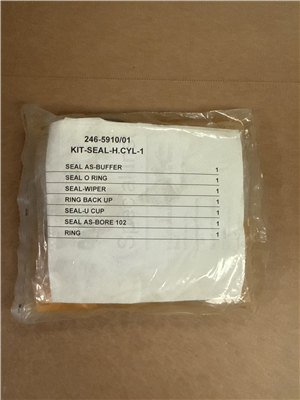 246-5910/01
KIT-SEAL-H.CYL-1
SEAL AS-BUFFER 1
SEAL O RING 1
SEAL-WIPER 1
RING BACK UP 1
SEAL-U CUP 1
SEAL AS-BORE 102 1
RING 1